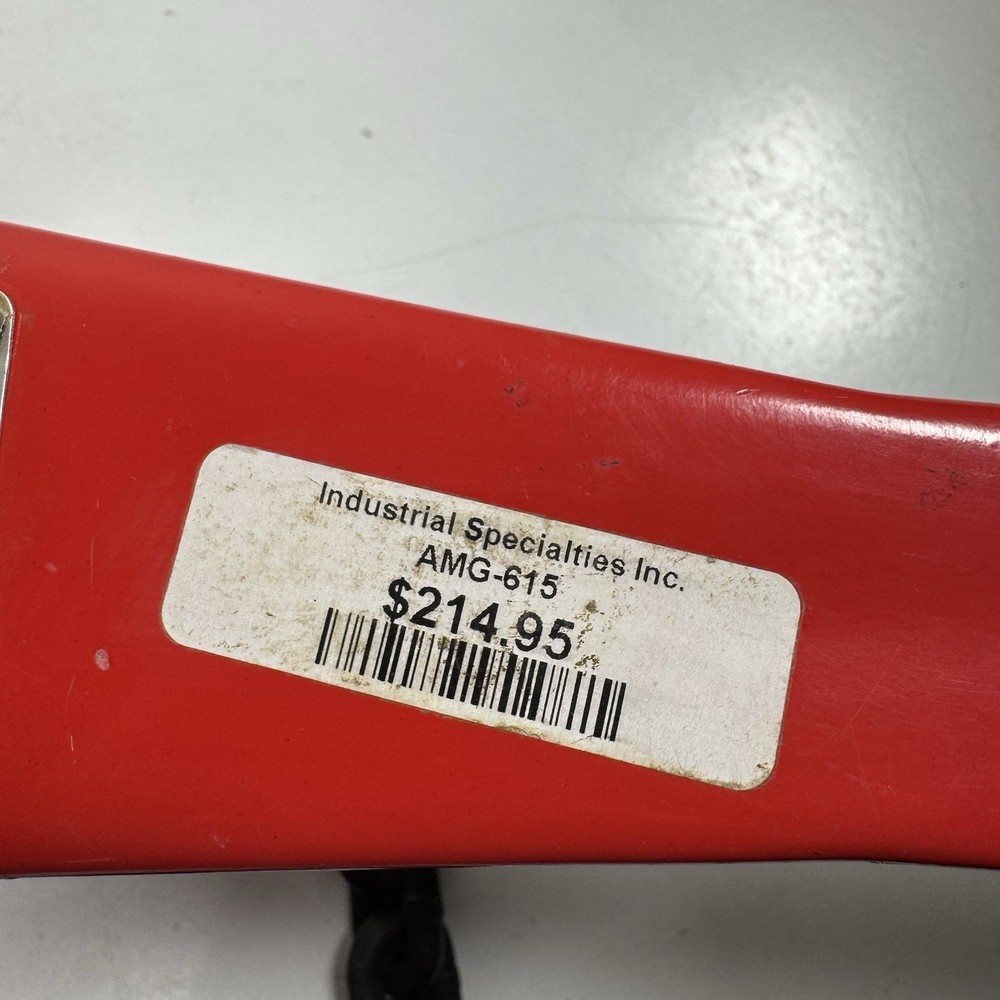 Industrial Specialties Inc.
AMG-615
$214.95